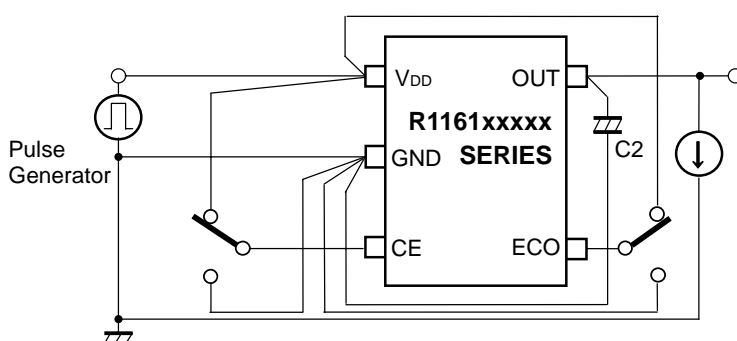 VDD
OUT
R1161xxxxx
SERIES
GND
C2
Pulse
Generator
CE
ECO